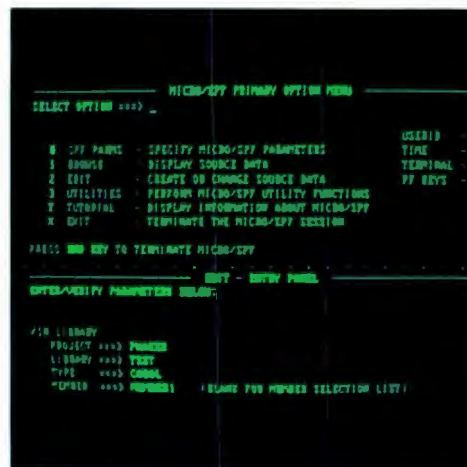 MICRO/SPF PRIMARY OPTION MENU
SELECT OPTION ===> _
USERID -
0 SPF PARMS - SPECIFY MICRO/SPF PARAMETERS TIME -
1 BROWSE - DISPLAY SOURCE DATA TERMINAL -
2 EDIT - CREATE OR CHANGE SOURCE DATA PF KEYS -
3 UTILITIES - PERFORM MICRO/SPF UTILITY FUNCTIONS
T TUTORIAL - DISPLAY INFORMATION ABOUT MICRO/SPF
X EXIT - TERMINATE THE MICRO/SPF SESSION
PRESS END KEY TO TERMINATE MICRO/SPF
EDIT - ENTRY PANEL
ENTER/VERIFY PARAMETERS BELOW:
LIBRARY
PROJECT ===>
LIBRARY ===> TEST
TYPE ===> COBOL
MEMBER ===> MEMBER1 (BLANK FOR MEMBER SELECTION LIST)